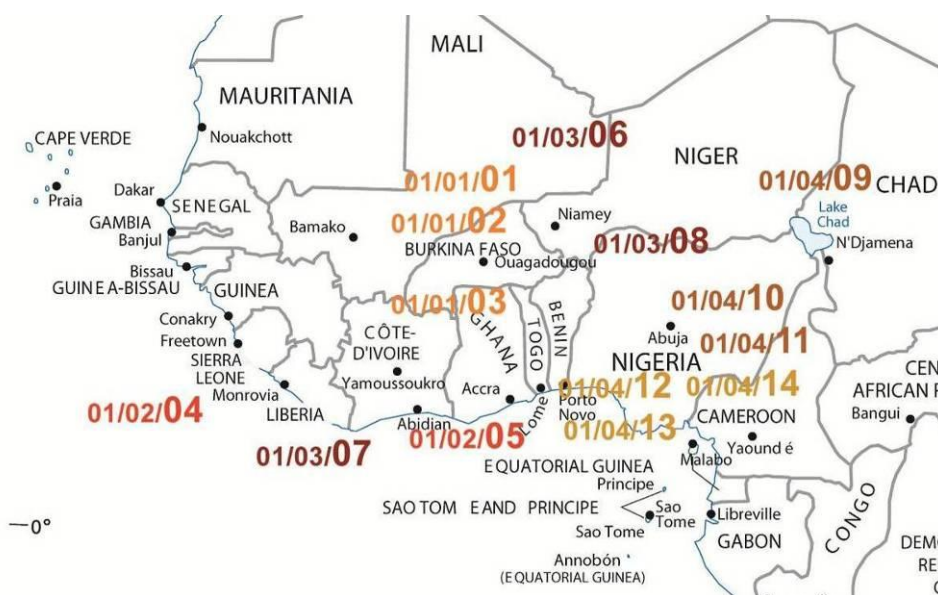 MALI
MAURITANIA
01/03/06
CAPE VERDE
Nouakchott
NIGER
01/01/01
01/04/09
CHAD
Praia
Dakar
SENEGAL
Lake
Chad
GAMBIA
Banjul
Bamako
01/01/02
Niamey
BURKINA FASO
01/03/08
N'Djamena
Ouagadougou
Bissau
GUINEA-BISSAU
GUINEA
01/01/03
01/04/10
Conakry
GHANA
TOGO
BENIN
Abuja
01/04/11
Freetown
CÔTE-
D'IVOIRE
SIERRA
LEONE
NIGERIA
CEN
AFRICAN R
Yamoussoukro
Accra
01/04/12
01/04/14
Monrovia
Lome
Porto
Novo
01/02/04
LIBERIA
Abidian
CAMEROON
Bangui
01/02/05
01/04/13
Yaound é
01/03/07
Malabo
EQUATORIAL GUINEA
Principe
SAO TOM E AND PRINCIPE
Sao
Tome
Libreville
CONGO
0°
Sao Tome
GABON
DEM
RE
Annobón
(EQUATORIAL GUINEA)